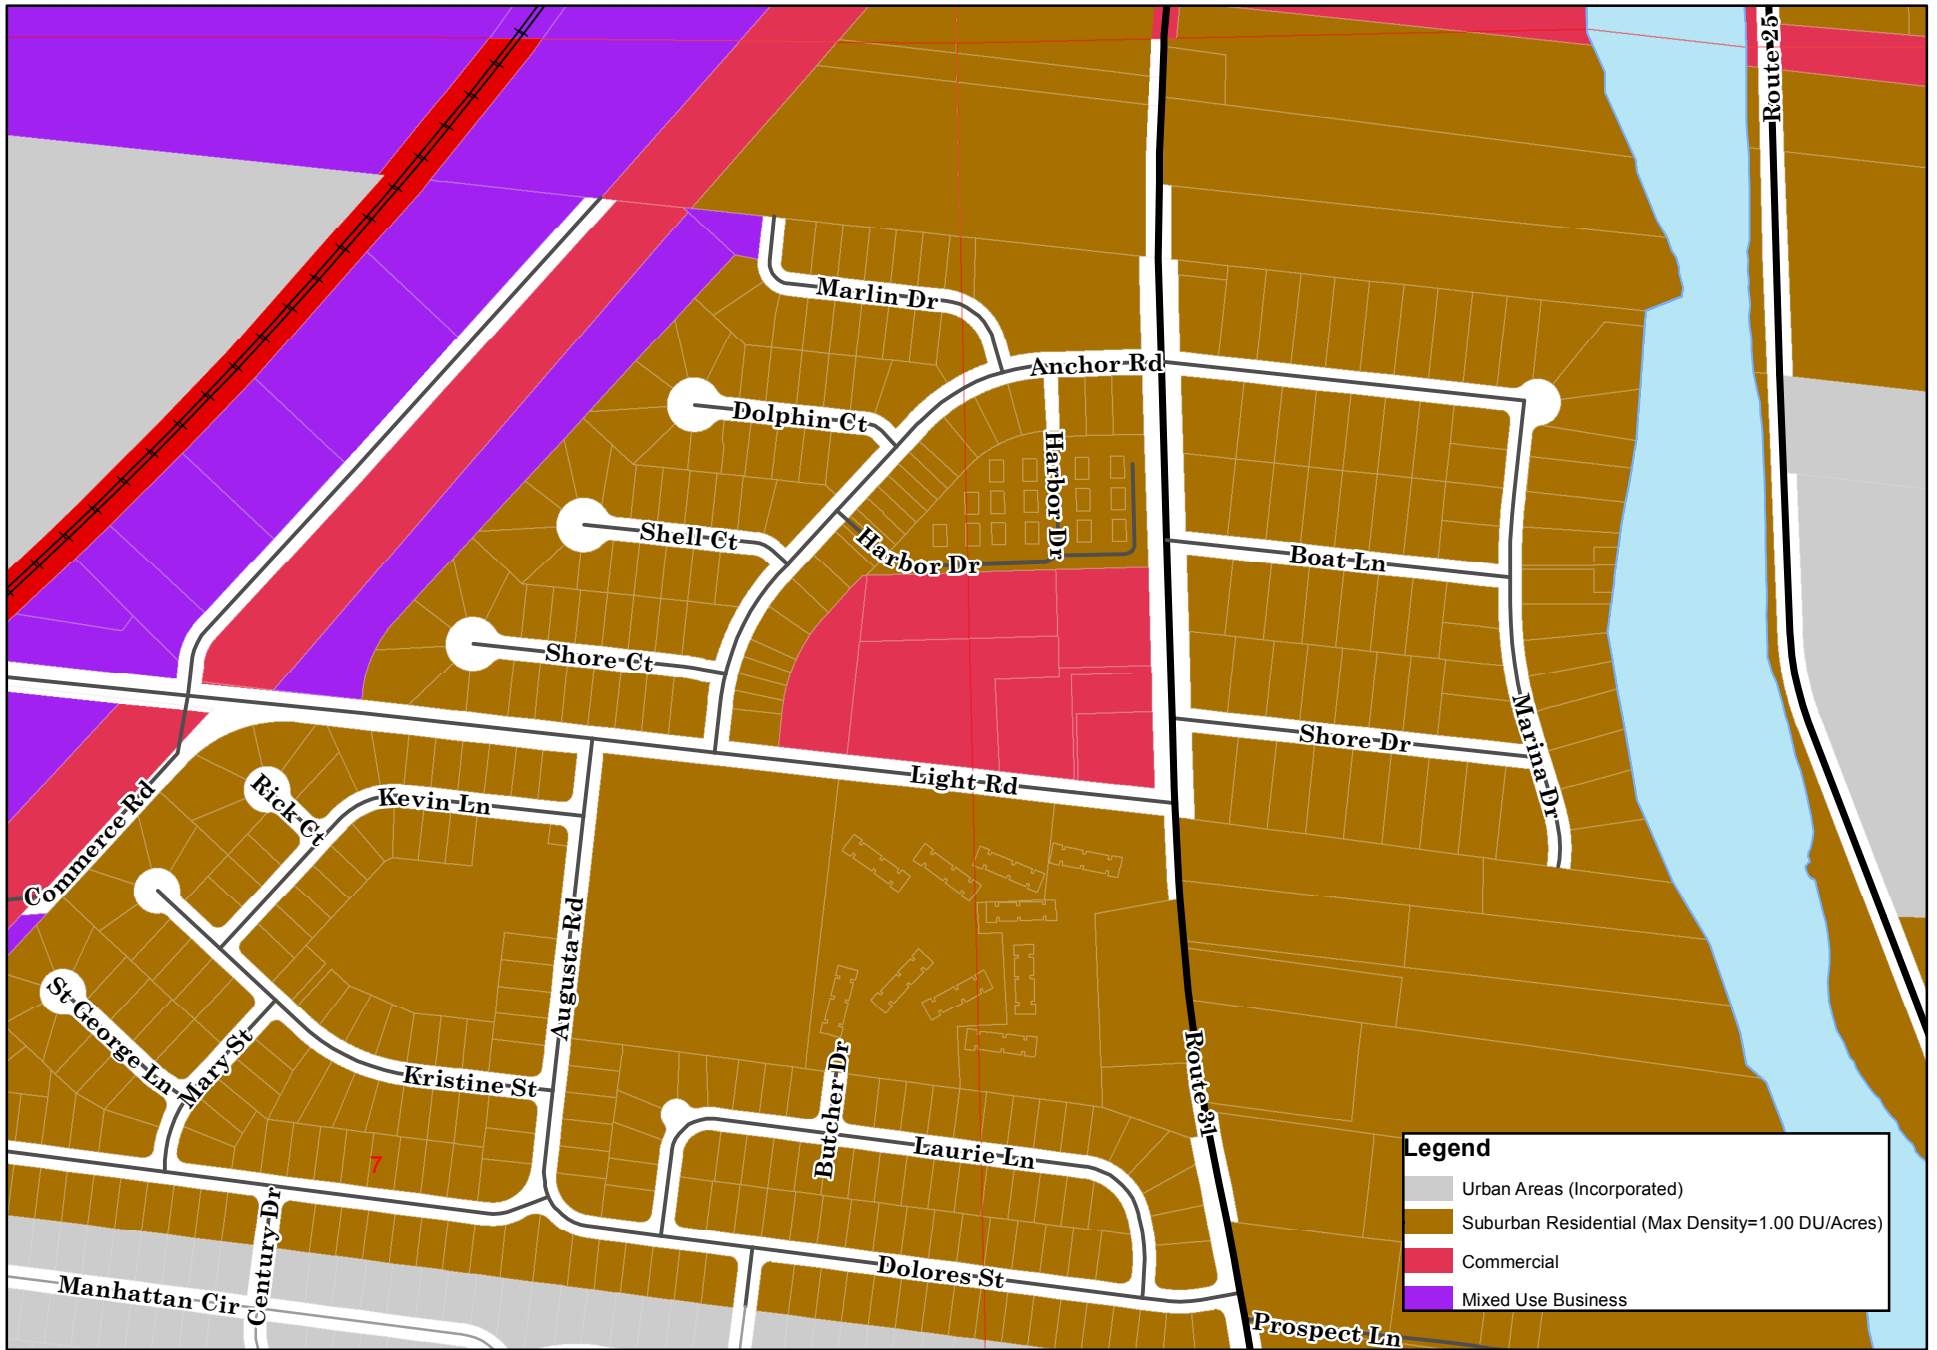 Route 25
Marlin Dr
Anchor Rd
Dolphin Ct
Harbor Dr
Shell Ct
Harbor Dr
Boat Ln
Shore Ct
Marina Dr
Shore Dr
Light Rd
Rick Ct
Kevin Ln
Commerce Rd
Augusta Rd
St George Ln
Mary St
Kristine St
Butcher Dr
Route 31
Laurie Ln
7
Century Dr
Dolores St
Manhattan Cir
Prospect Ln
Legend
Urban Areas (Incorporated)
Suburban Residential (Max Density=1.00 DU/Acres)
Commercial
Mixed Use Business